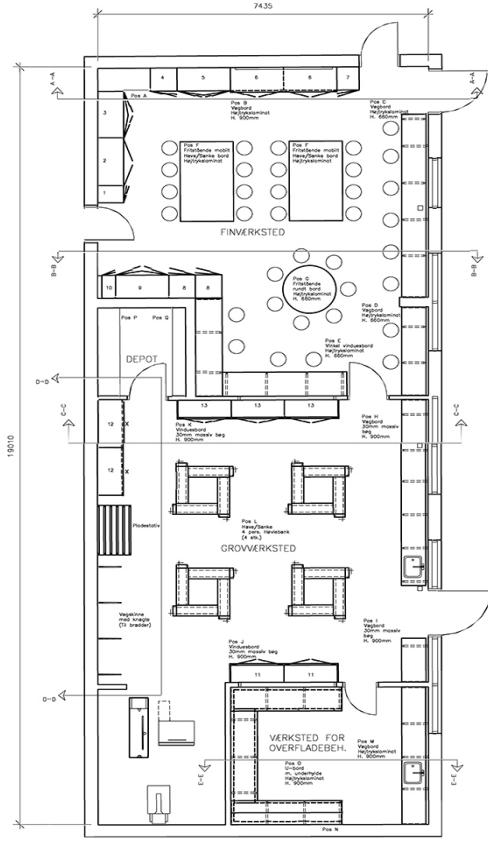 7435
A-A
A-A
4
5
6
6
7
Pos A
Pos B
Vægbord
Højtrykslaminat
H. 900mm
Pos C
Vægbord
Højtrykslaminat
H. 660mm
3
2
1
Pos F
Fritstående mobilt
Hæve/Sænke bord
Højtrykslaminat
Pos F
Fritstående mobilt
Hæve/Sænke bord
Højtrykslaminat
FINVÆRKSTED
B-B
B-B
10
9
8
8
Pos G
Fritstående
rundt bord
Højtrykslaminat
H. 660mm
Pos D
Vægbord
Højtrykslaminat
H. 660mm
Pos P
Pos Q
Pos E
Vinkel vinduesbord
Højtrykslaminat
H. 660mm
DEPOT
D-D
C-C
C-C
12
X
12
X
13
13
13
Pos K
Vinduesbord
30mm massiv bøg
H. 900mm
Pos H
Vægbord
30mm massiv
bøg
H. 900mm
19010
Pladestativ
Pos L
Hæve/Sænke
4 pers. Høvlebænk
(4 stk.)
GROVVÆRKSTED
Vægskinne
med knægte
(Til brædder)
Pos I
Vægbord
30mm massiv
bøg
H. 900mm
Pos J
Vinduesbord
30mm massiv bøg
H. 900mm
11
11
D-D
VÆRKSTED FOR
OVERFLADEBEH.
Pos M
Vægbord
Højtrykslaminat
H. 900mm
Pos O
U-bord
m. underhylde
Højtrykslaminat
H. 900mm
E-E
E-E
Pos N